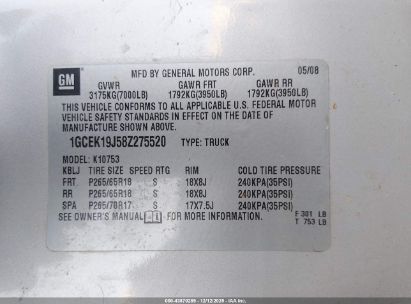 GM
MFD BY GENERAL MOTORS CORP. 05/08
GVWR GAWR FRT GAWR RR
3175KG(7000LB) 1792KG(3950LB) 1792KG(3950LB)
THIS VEHICLE CONFORMS TO ALL APPLICABLE U.S. FEDERAL MOTOR
VEHICLE SAFETY STANDARDS IN EFFECT ON THE DATE OF
MANUFACTURE SHOWN ABOVE.
1GCEK19J58Z275520 TYPE: TRUCK
MODEL: K10753
KBLJ TIRE SIZE SPEED RTG RIM COLD TIRE PRESSURE
FRT P265/65R18 S 18X8J 240KPA(35PSI)
RR P265/65R18 S 18X8J 240KPA(35PSI)
SPA P265/70R17 S 17X7.5J 240KPA(35PSI)
SEE OWNER'S MANUAL FOR MORE INFORMATION.
F 301 LB
T 753 LB